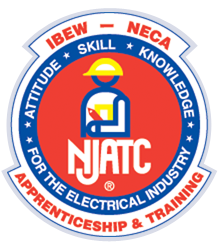 IBEW – NECA
ATTITUDE • SKILL • KNOWLEDGE
NJATC
®
FOR THE ELECTRICAL INDUSTRY
APPRENTICESHIP & TRAINING